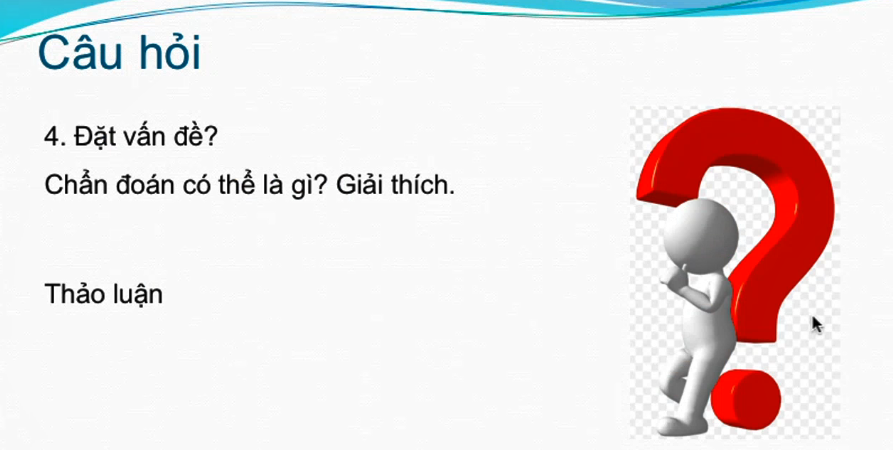 Câu hỏi
4. Đặt vấn đề?
Chẩn đoán có thể là gì? Giải thích.
Thảo luận